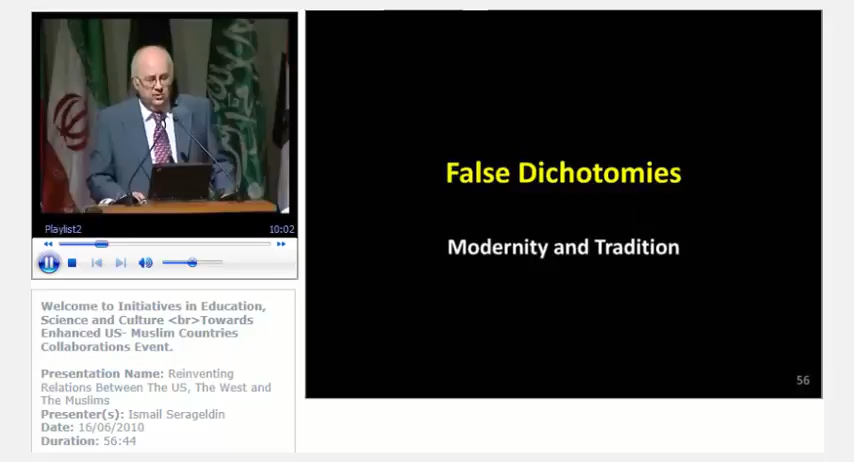 Playlist2 10:02
Welcome to Initiatives in Education,
Science and Culture <br>Towards
Enhanced US- Muslim Countries
Collaborations Event.
Presentation Name: Reinventing
Relations Between The US, The West and
The Muslims
Presenter(s): Ismail Serageldin
Date: 16/06/2010
Duration: 56:44
False Dichotomies
Modernity and Tradition
56